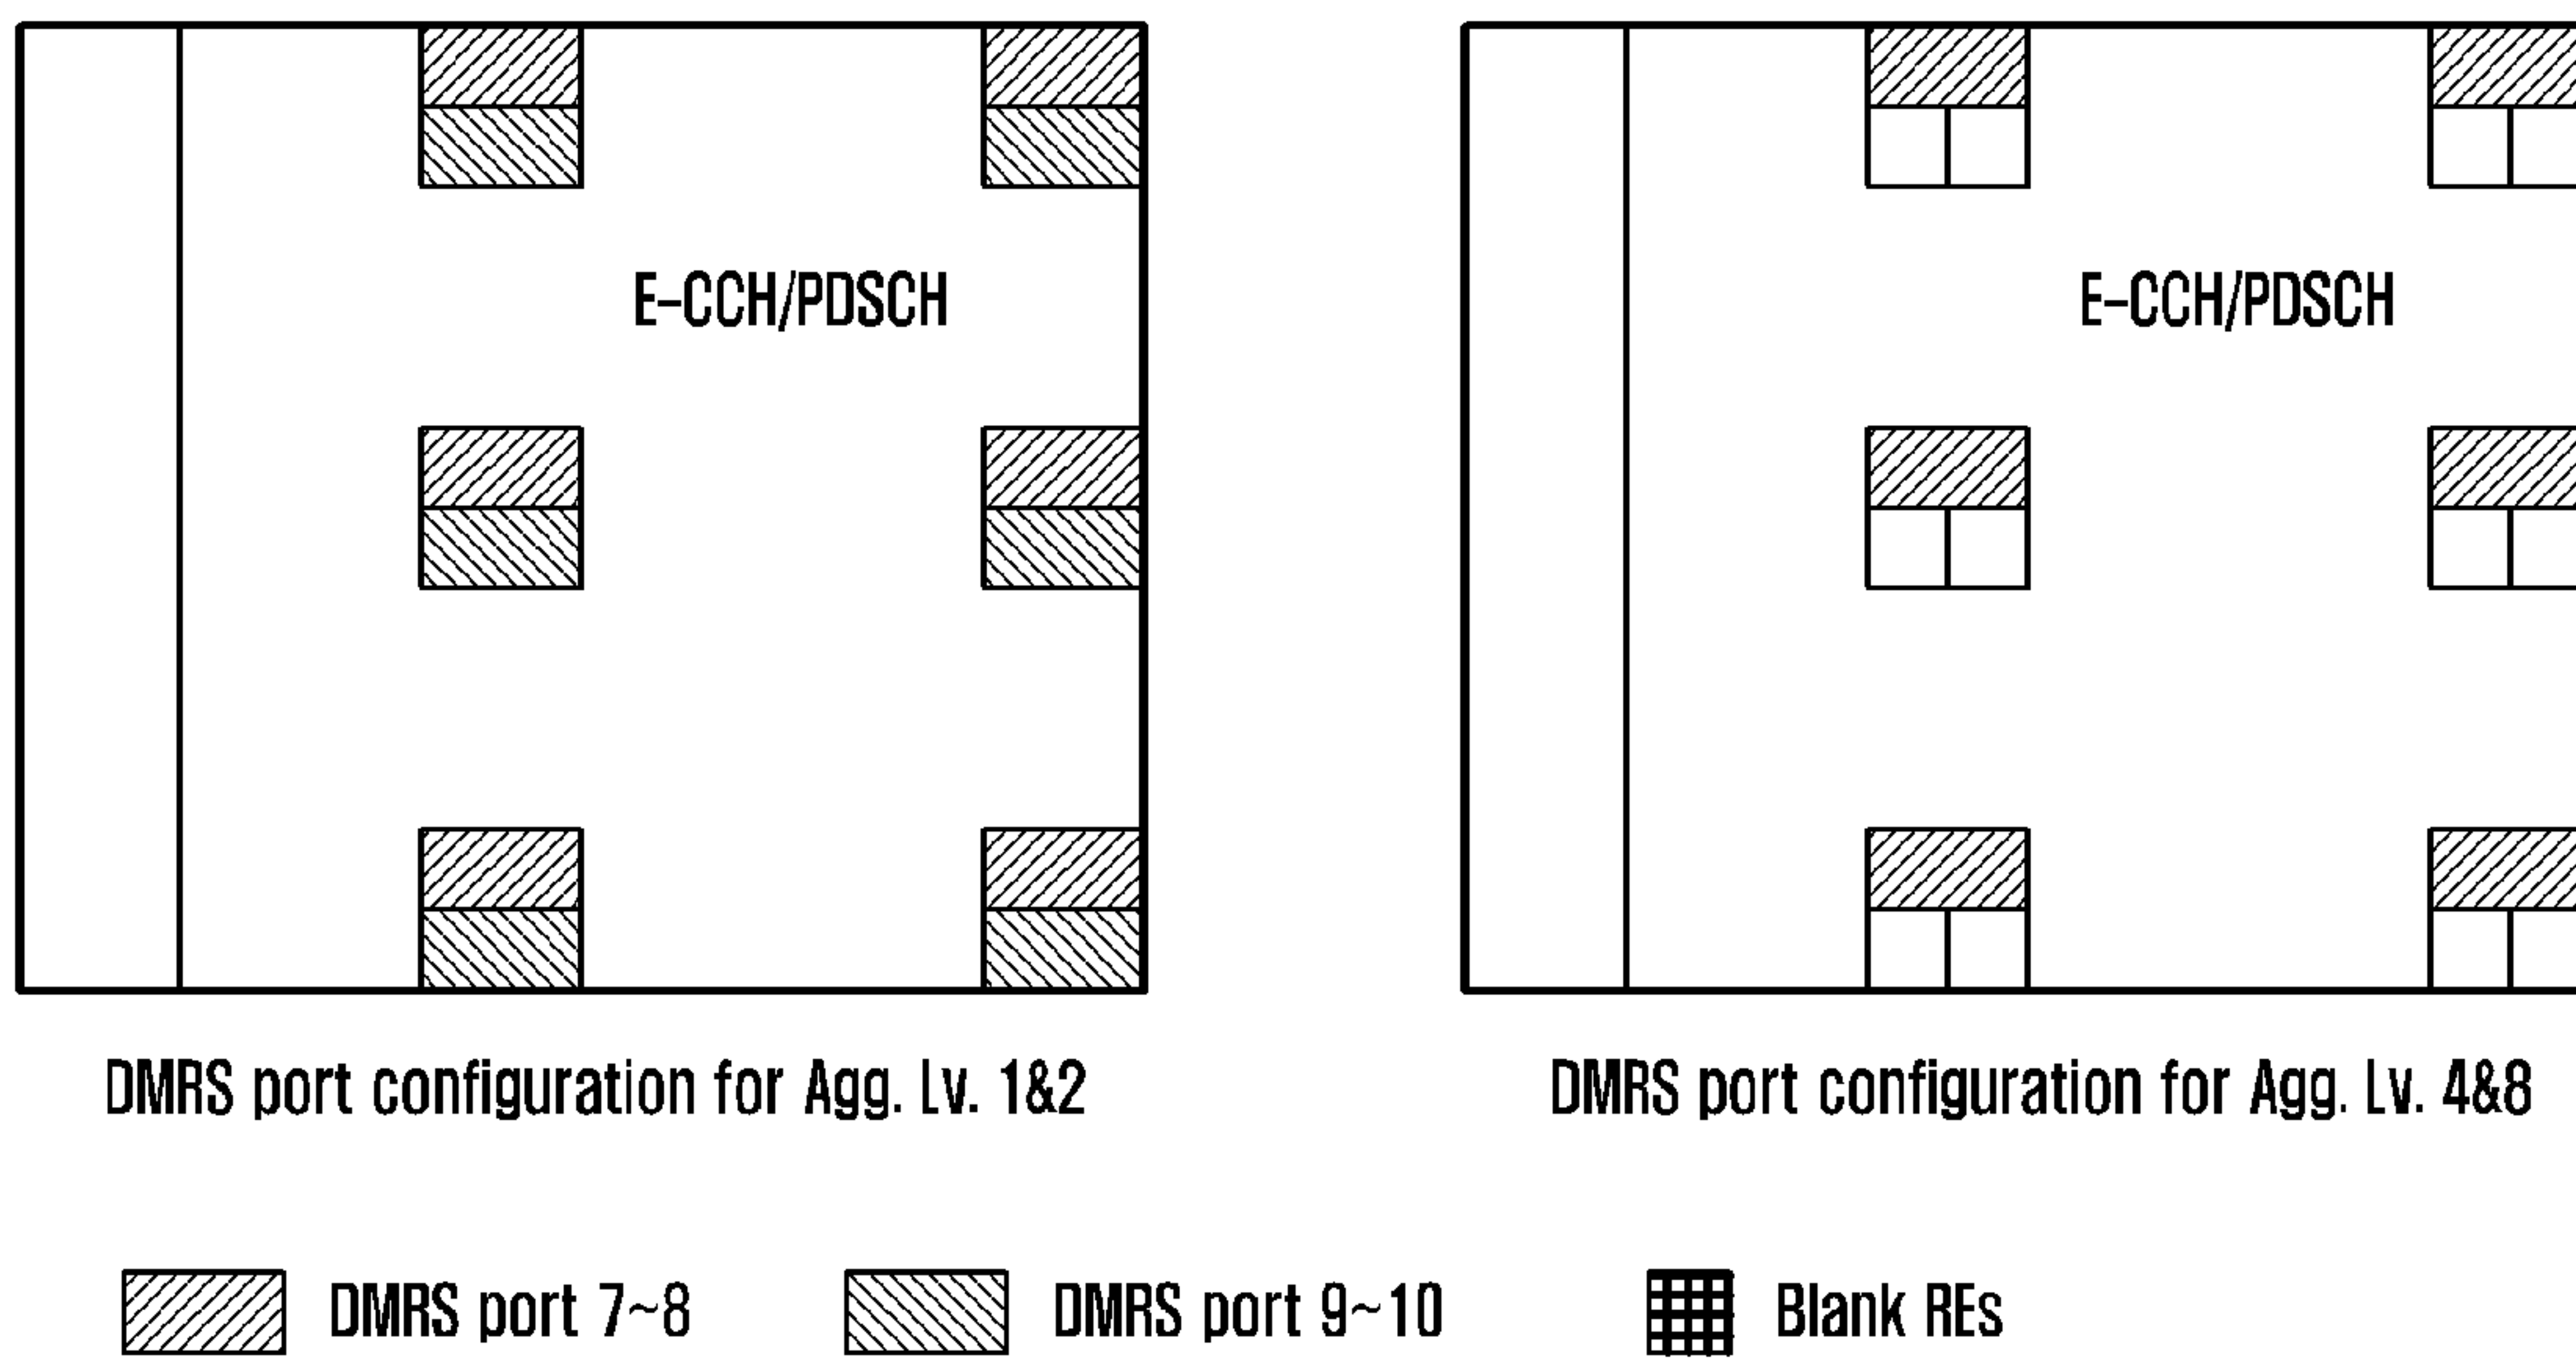 E-CCH/PDSCH
E-CCH/PDSCH
DMRS port configuration for Agg. Lv. 1&2
DMRS port configuration for Agg. Lv. 4&8
DMRS port 7~8
DMRS port 9~10
Blank REs